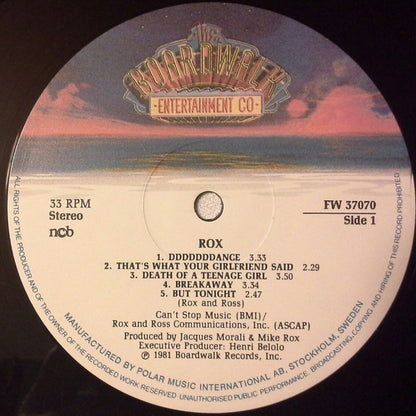 The
BOARDWALK
ENTERTAINMENT CO
33 RPM
Stereo
ncb
FW 37070
Side 1
ROX
1. DDDDDDDANCE 3.33
2. THAT'S WHAT YOUR GIRLFRIEND SAID 2.29
3. DEATH OF A TEENAGE GIRL 3.50
4. BREAKAWAY 3.34
5. BUT TONIGHT 2.47
(Rox and Ross)
Can't Stop Music (BMI)/
Rox and Ross Communications, Inc. (ASCAP)
Produced by Jacques Morali & Mike Rox
Executive Producer: Henri Belolo
℗ 1981 Boardwalk Records, Inc.
MANUFACTURED BY POLAR MUSIC INTERNATIONAL AB, STOCKHOLM, SWEDEN
ALL RIGHTS OF THE PRODUCER AND OF THE OWNER OF THE RECORDED WORK RESERVED UNAUTHORISED PUBLIC PERFORMANCE, BROADCASTING, COPYING AND HIRING OF THIS RECORD PROHIBITED